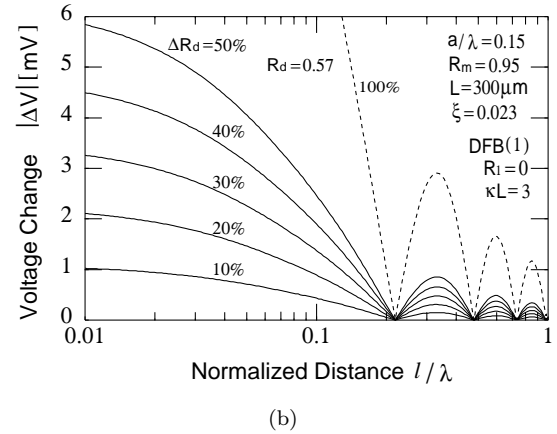 6
5
4
3
2
1
0
Voltage Change |ΔV| [mV]
ΔRd=50%
40%
30%
20%
10%
Rd=0.57
100%
a/λ=0.15
Rm=0.95
L=300μm
ξ=0.023
DFB(1)
R1=0
κL=3
0.01 0.1 1
Normalized Distance l/λ
(b)